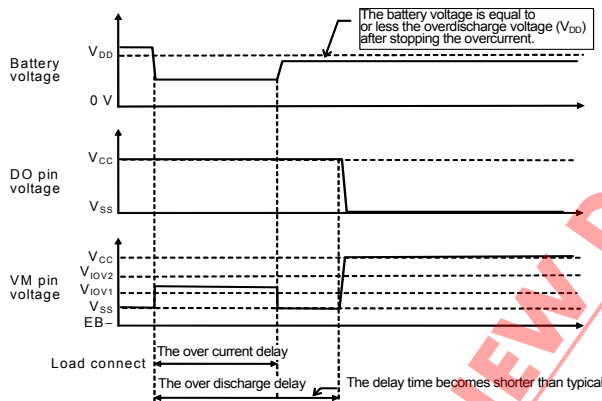 The battery voltage is equal to
or less the overdischarge voltage (VDD)
after stopping the overcurrent.
Battery
voltage
VDD
0 V
DO pin
voltage
VCC
VSS
VM pin
voltage
VCC
VIOV2
VIOV1
VSS
EB−
Load connect
The over current delay
The over discharge delay
The delay time becomes shorter than typical
NEW